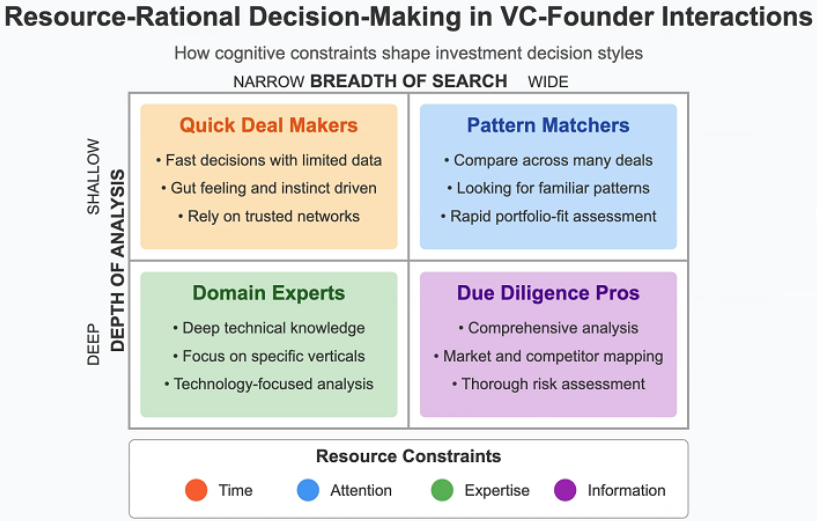 Resource-Rational Decision-Making in VC-Founder Interactions
How cognitive constraints shape investment decision styles
NARROW BREADTH OF SEARCH WIDE
SHALLOW
DEPTH OF ANALYSIS
DEEP
Quick Deal Makers
• Fast decisions with limited data
• Gut feeling and instinct driven
• Rely on trusted networks
Pattern Matchers
• Compare across many deals
• Looking for familiar patterns
• Rapid portfolio-fit assessment
Domain Experts
• Deep technical knowledge
• Focus on specific verticals
• Technology-focused analysis
Due Diligence Pros
• Comprehensive analysis
• Market and competitor mapping
• Thorough risk assessment
Resource Constraints
Time Attention Expertise Information